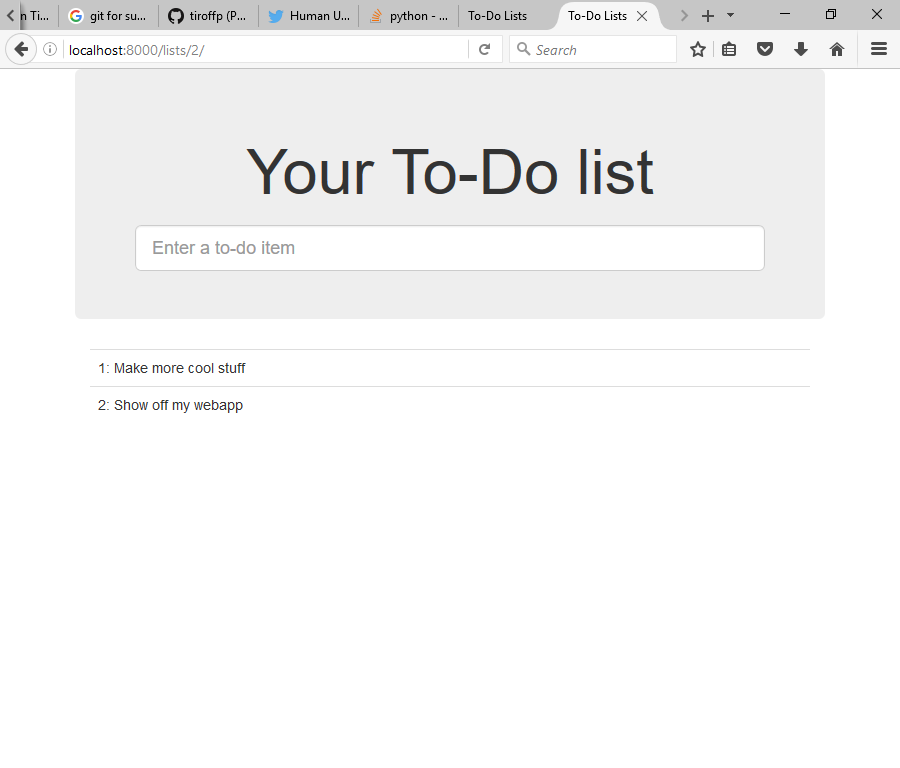 n Ti...
git for su...
tiroffp (P...
Human U...
python - ...
To-Do Lists
To-Do Lists
localhost:8000/lists/2/
Search
Your To-Do list
Enter a to-do item
1: Make more cool stuff
2: Show off my webapp